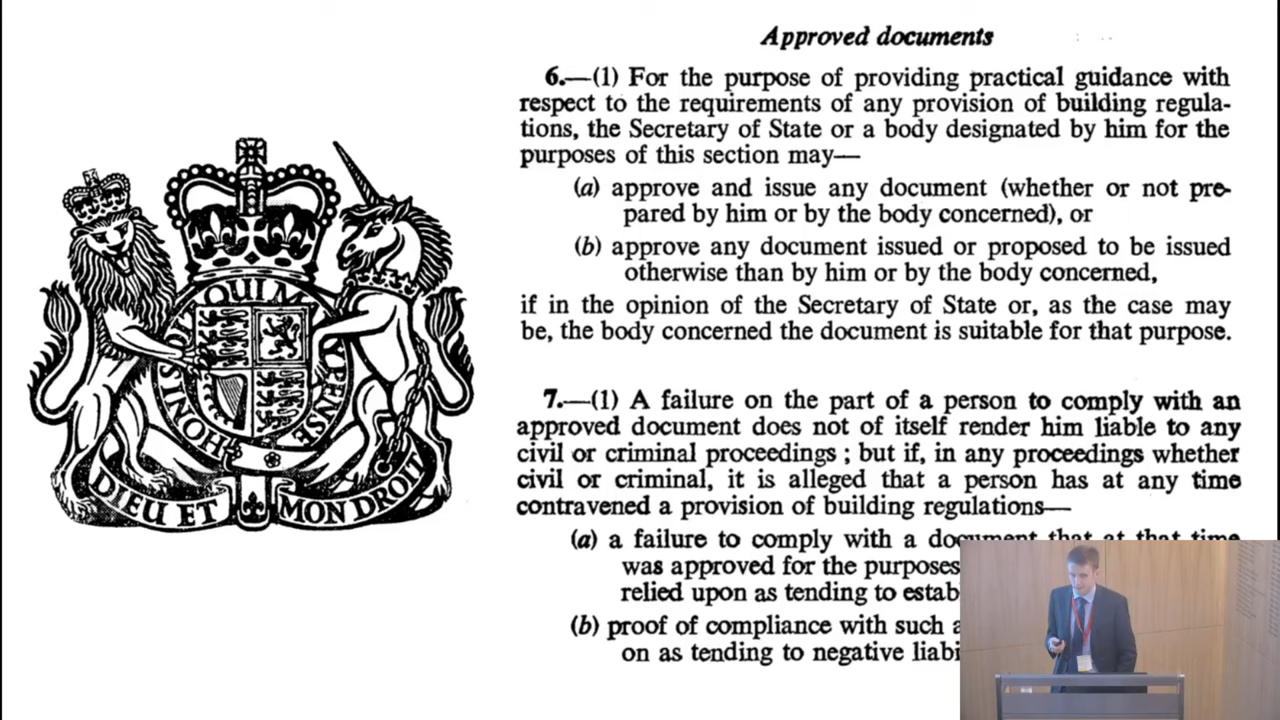 Approved documents
6.—(1) For the purpose of providing practical guidance with
respect to the requirements of any provision of building regula-
tions, the Secretary of State or a body designated by him for the
purposes of this section may—
(a) approve and issue any document (whether or not pre-
pared by him or by the body concerned), or
(b) approve any document issued or proposed to be issued
otherwise than by him or by the body concerned,
if in the opinion of the Secretary of State or, as the case may
be, the body concerned the document is suitable for that purpose.
7.—(1) A failure on the part of a person to comply with an
approved document does not of itself render him liable to any
civil or criminal proceedings ; but if, in any proceedings whether
civil or criminal, it is alleged that a person has at any time
contravened a provision of building regulations—
(a) a failure to comply with a document that at that time
was approved for the purposes
relied upon as tending to estab
(b) proof of compliance with such a
on as tending to negative liabi
HONI SOIT QUI MAL Y PENSE
DIEU ET MON DROIT